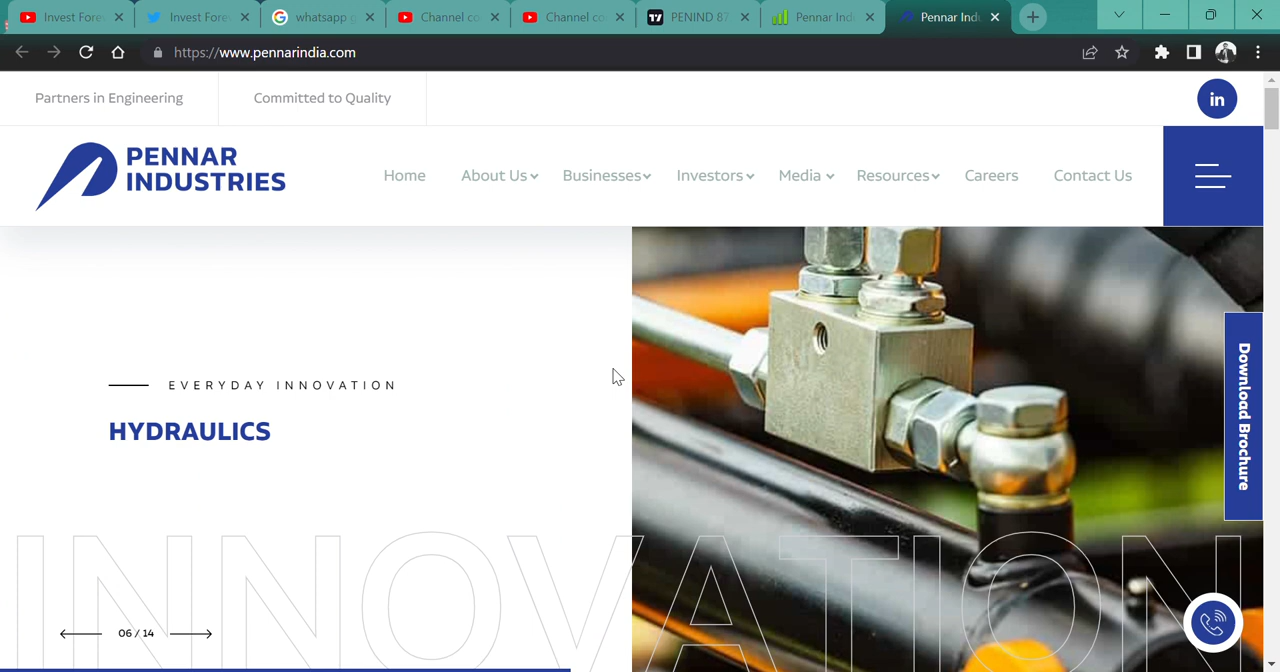 Invest Fore
Invest Fore
whatsapp g
Channel co
Channel co
PENIND 87
Pennar Ind
Pennar Indu
https://www.pennarindia.com
Partners in Engineering
Committed to Quality
in
PENNAR
INDUSTRIES
Home
About Us
Businesses
Investors
Media
Resources
Careers
Contact Us
EVERYDAY INNOVATION
HYDRAULICS
Download Brochure
INNOVATION
06 / 14